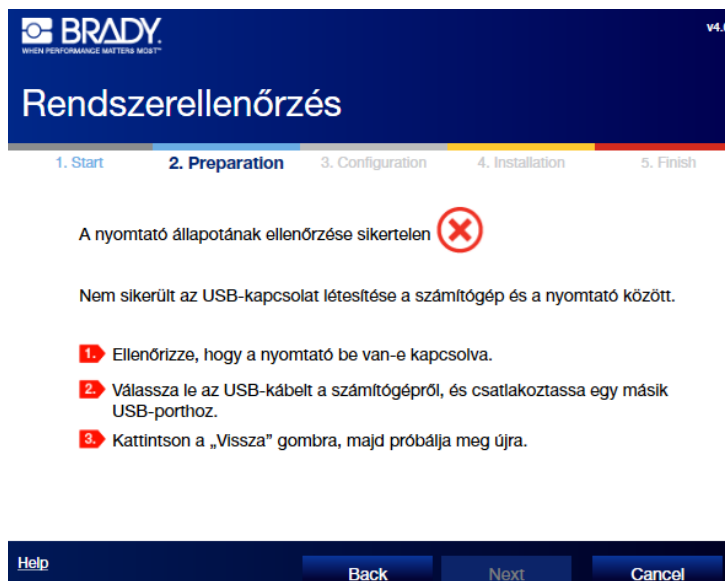 BRADY.
WHEN PERFORMANCE MATTERS MOST™
v4.0
Rendszerellenőrzés
1. Start
2. Preparation
3. Configuration
4. Installation
5. Finish
A nyomtató állapotának ellenőrzése sikertelen
Nem sikerült az USB-kapcsolat létesítése a számítógép és a nyomtató között.
1. Ellenőrizze, hogy a nyomtató be van-e kapcsolva.
2. Válassza le az USB-kábelt a számítógépről, és csatlakoztassa egy másik
USB-porthoz.
3. Kattintson a „Vissza” gombra, majd próbálja meg újra.
Help
Back
Next
Cancel